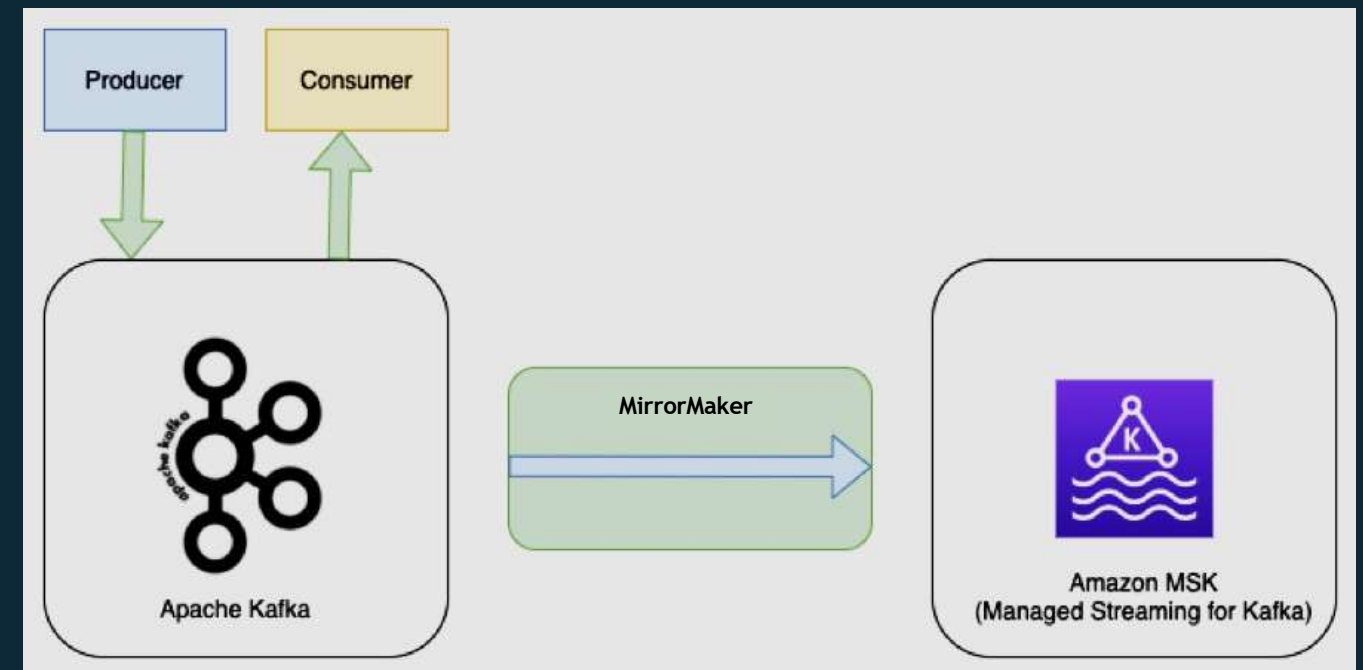 Producer
Consumer
MirrorMaker
apache kafka
K
Apache Kafka
Amazon MSK
(Managed Streaming for Kafka)